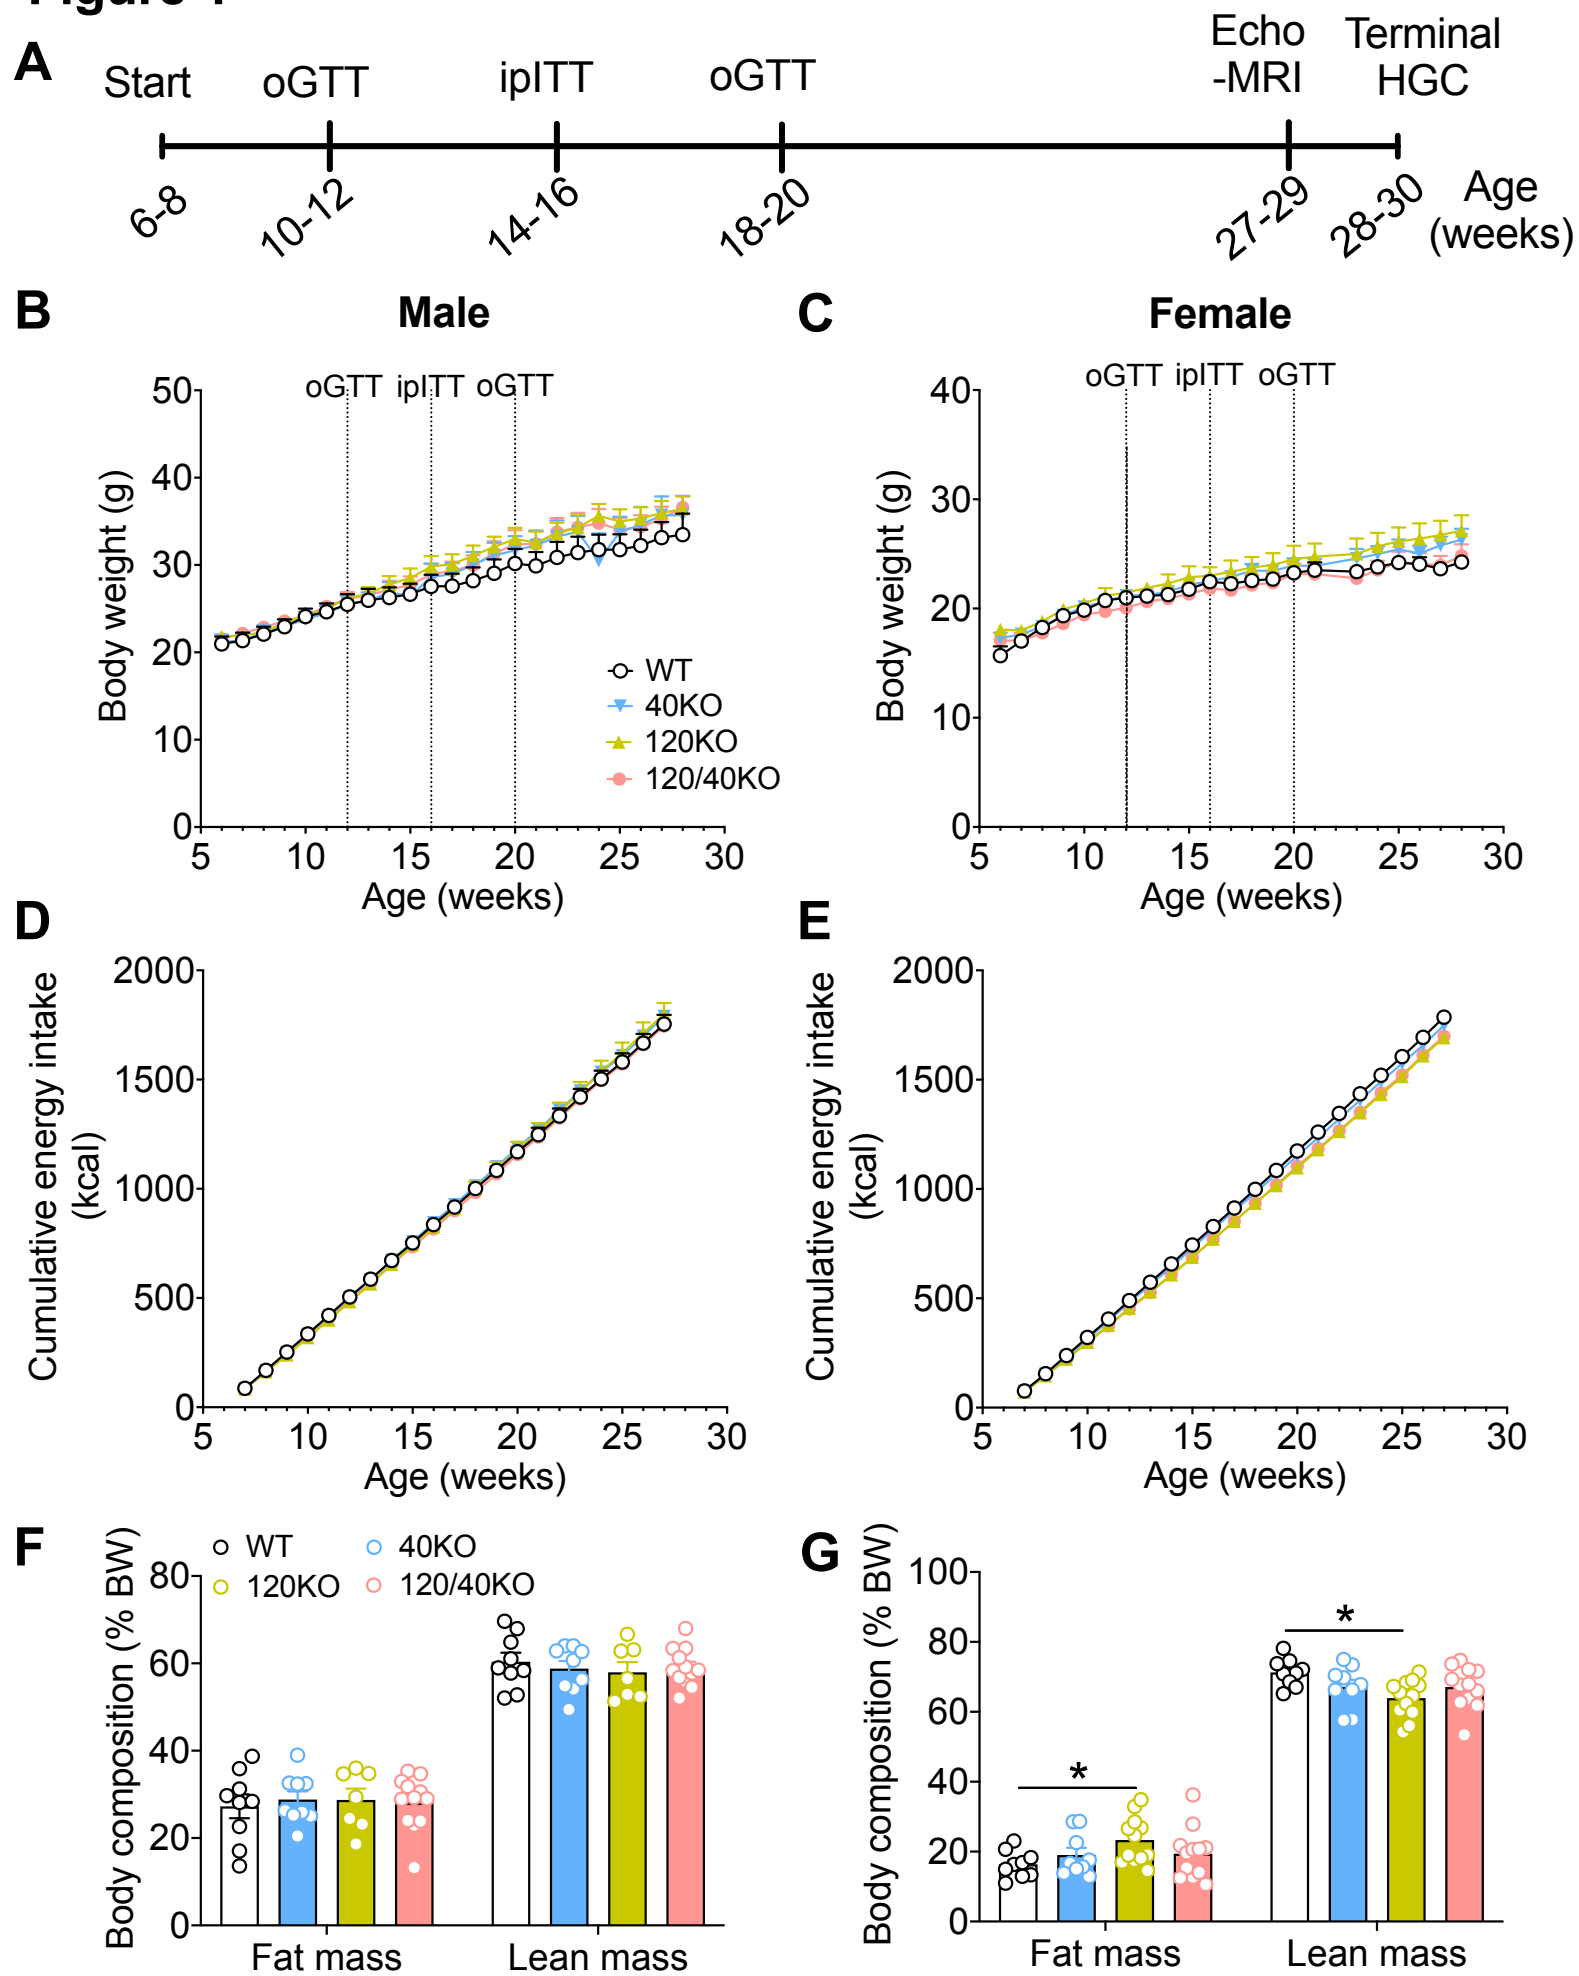 Figure 1
A
Start
oGTT
ipITT
oGTT
Echo
-MRI
Terminal
HGC
6-8
10-12
14-16
18-20
27-29
28-30
Age
(weeks)
B
Male
oGTT ipITT oGTT
Body weight (g)
50
40
30
20
10
0
WT
40KO
120KO
120/40KO
5 10 15 20 25 30
Age (weeks)
C
Female
oGTT ipITT oGTT
Body weight (g)
40
30
20
10
0
5 10 15 20 25 30
Age (weeks)
D
Cumulative energy intake
(kcal)
2000
1500
1000
500
0
5 10 15 20 25 30
Age (weeks)
E
Cumulative energy intake
(kcal)
2000
1500
1000
500
0
5 10 15 20 25 30
Age (weeks)
F
WT
40KO
120KO
120/40KO
Body composition (% BW)
80
60
40
20
0
Fat mass
Lean mass
G
Body composition (% BW)
100
80
60
40
20
0
*
*
Fat mass
Lean mass